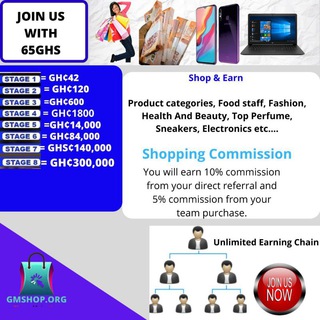 JOIN US
WITH
65GHS
STAGE 1 = GH¢42
STAGE 2 = GH¢120
STAGE 3 =GH¢600
STAGE 4 =GH¢1800
STAGE 5 =GH¢14,000
STAGE 6 =GH¢84,000
STAGE 7 =GHS¢140,000
STAGE 8 =GH¢300,000
GMSHOP.ORG
Shop & Earn
Product categories, Food staff, Fashion,
Health And Beauty, Top Perfume,
Sneakers, Electronics etc....
Shopping Commission
You will earn 10% commission
from your direct referral and
5% commission from your
team purchase.
Unlimited Earning Chain
JOIN US
NOW